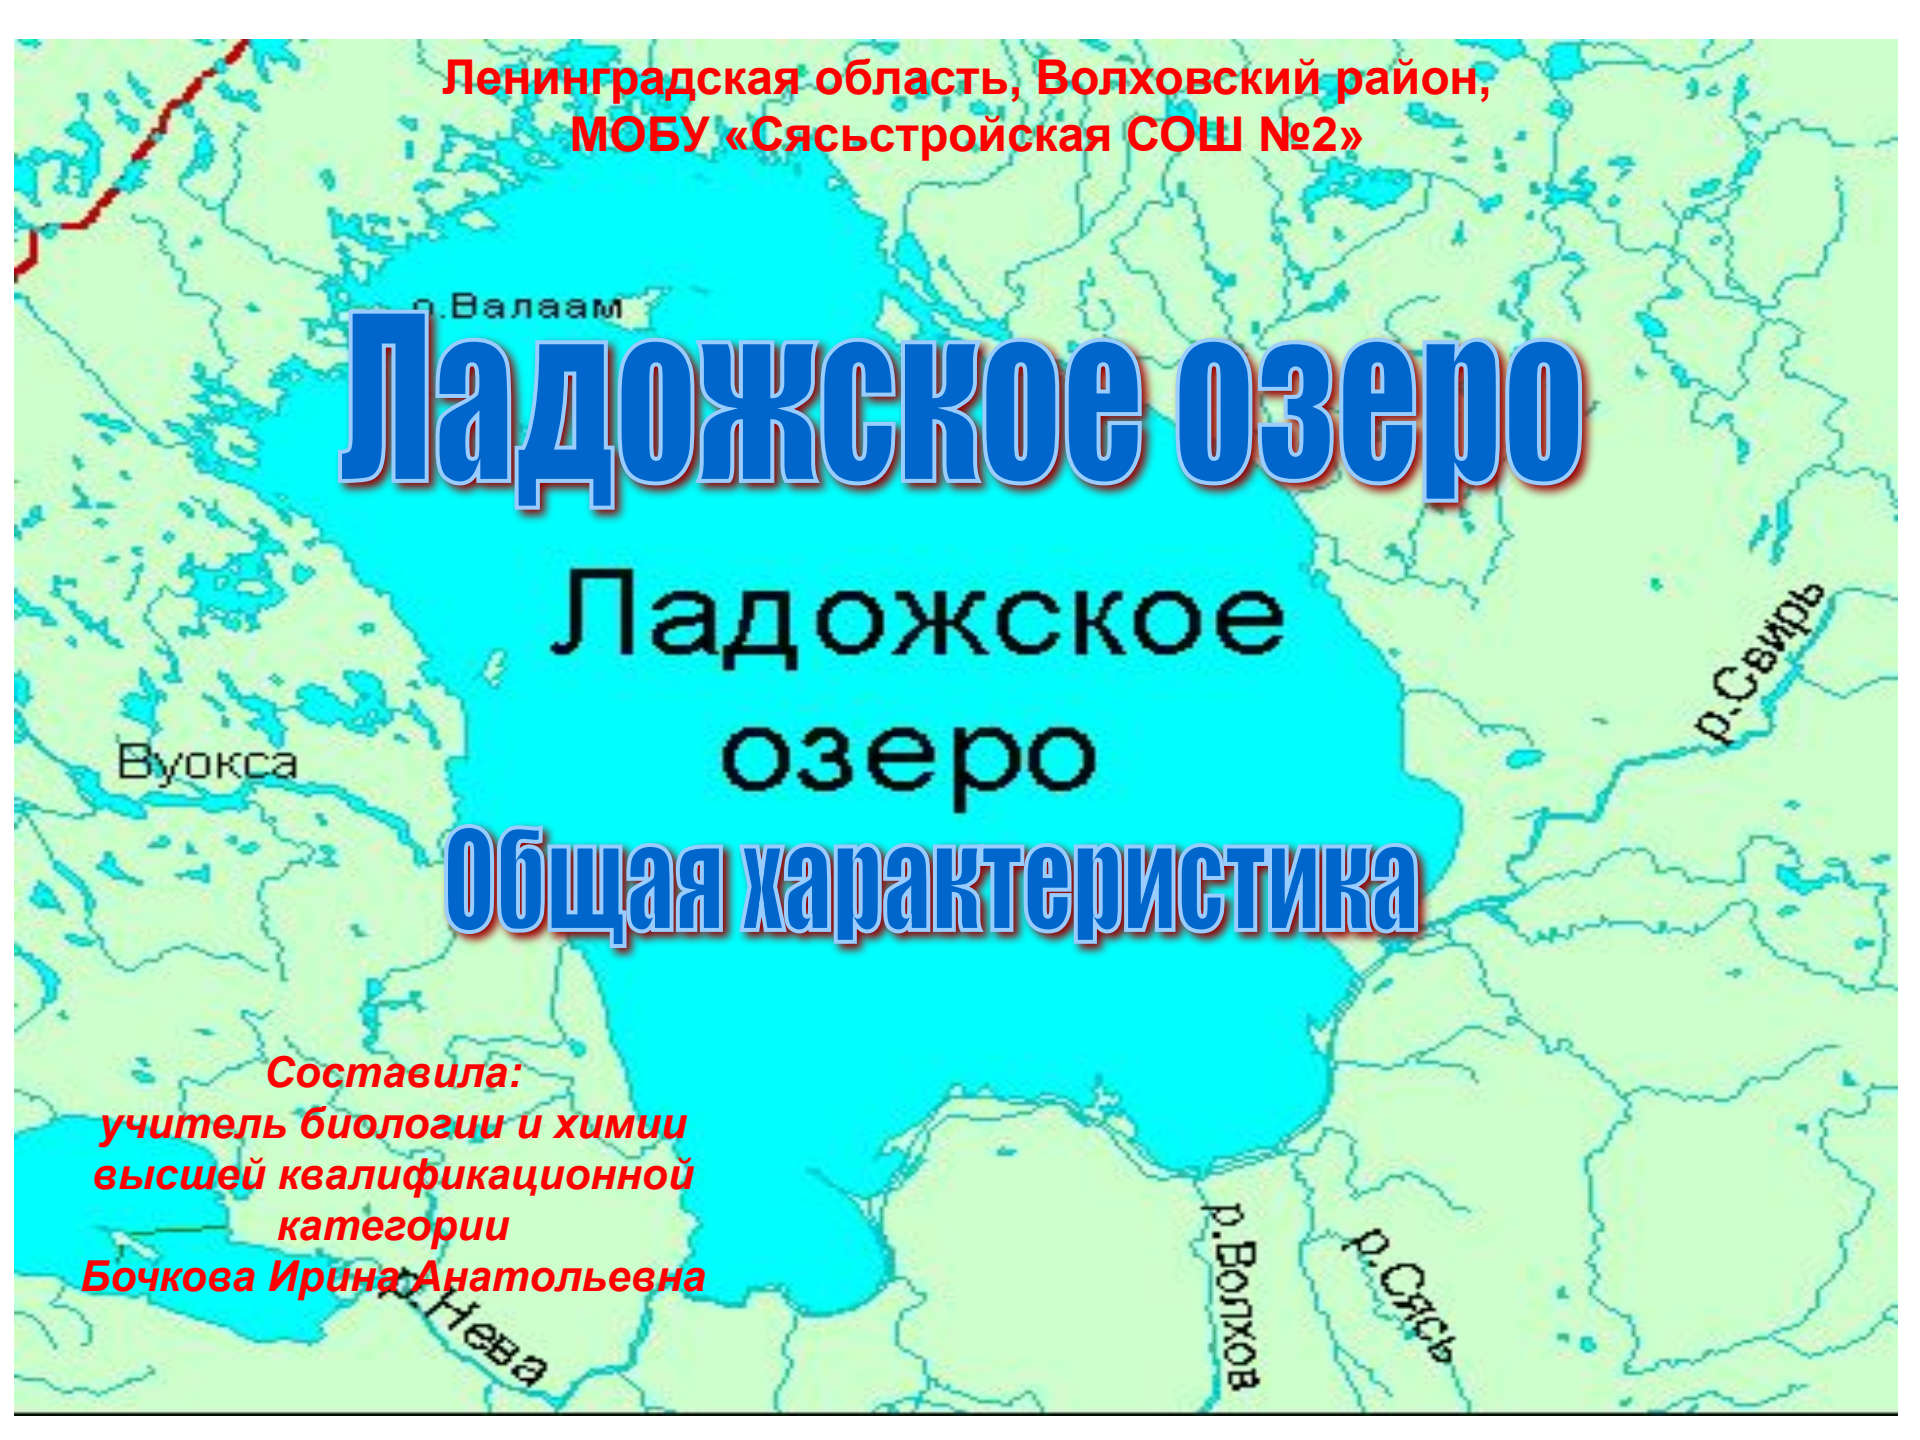 Ленинградская область, Волховский район,
МОБУ «Сясьстройская СОШ №2»
о.Валаам
Ладожское озеро
Ладожское
озеро
р.Свирь
Вуокса
Общая характеристика
Составила:
учитель биологии и химии
высшей квалификационной
категории
Бочкова Ирина Анатольевна
р.Нева
р.Волхов
р.Сясь